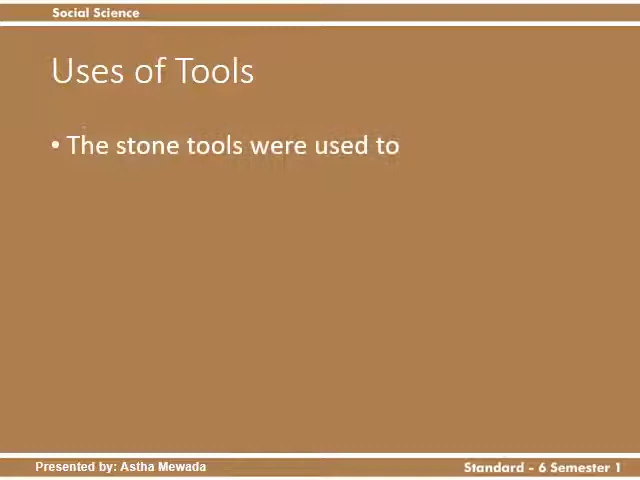 Social Science
Uses of Tools
• The stone tools were used to
Presented by: Astha Mewada
Standard - 6 Semester 1